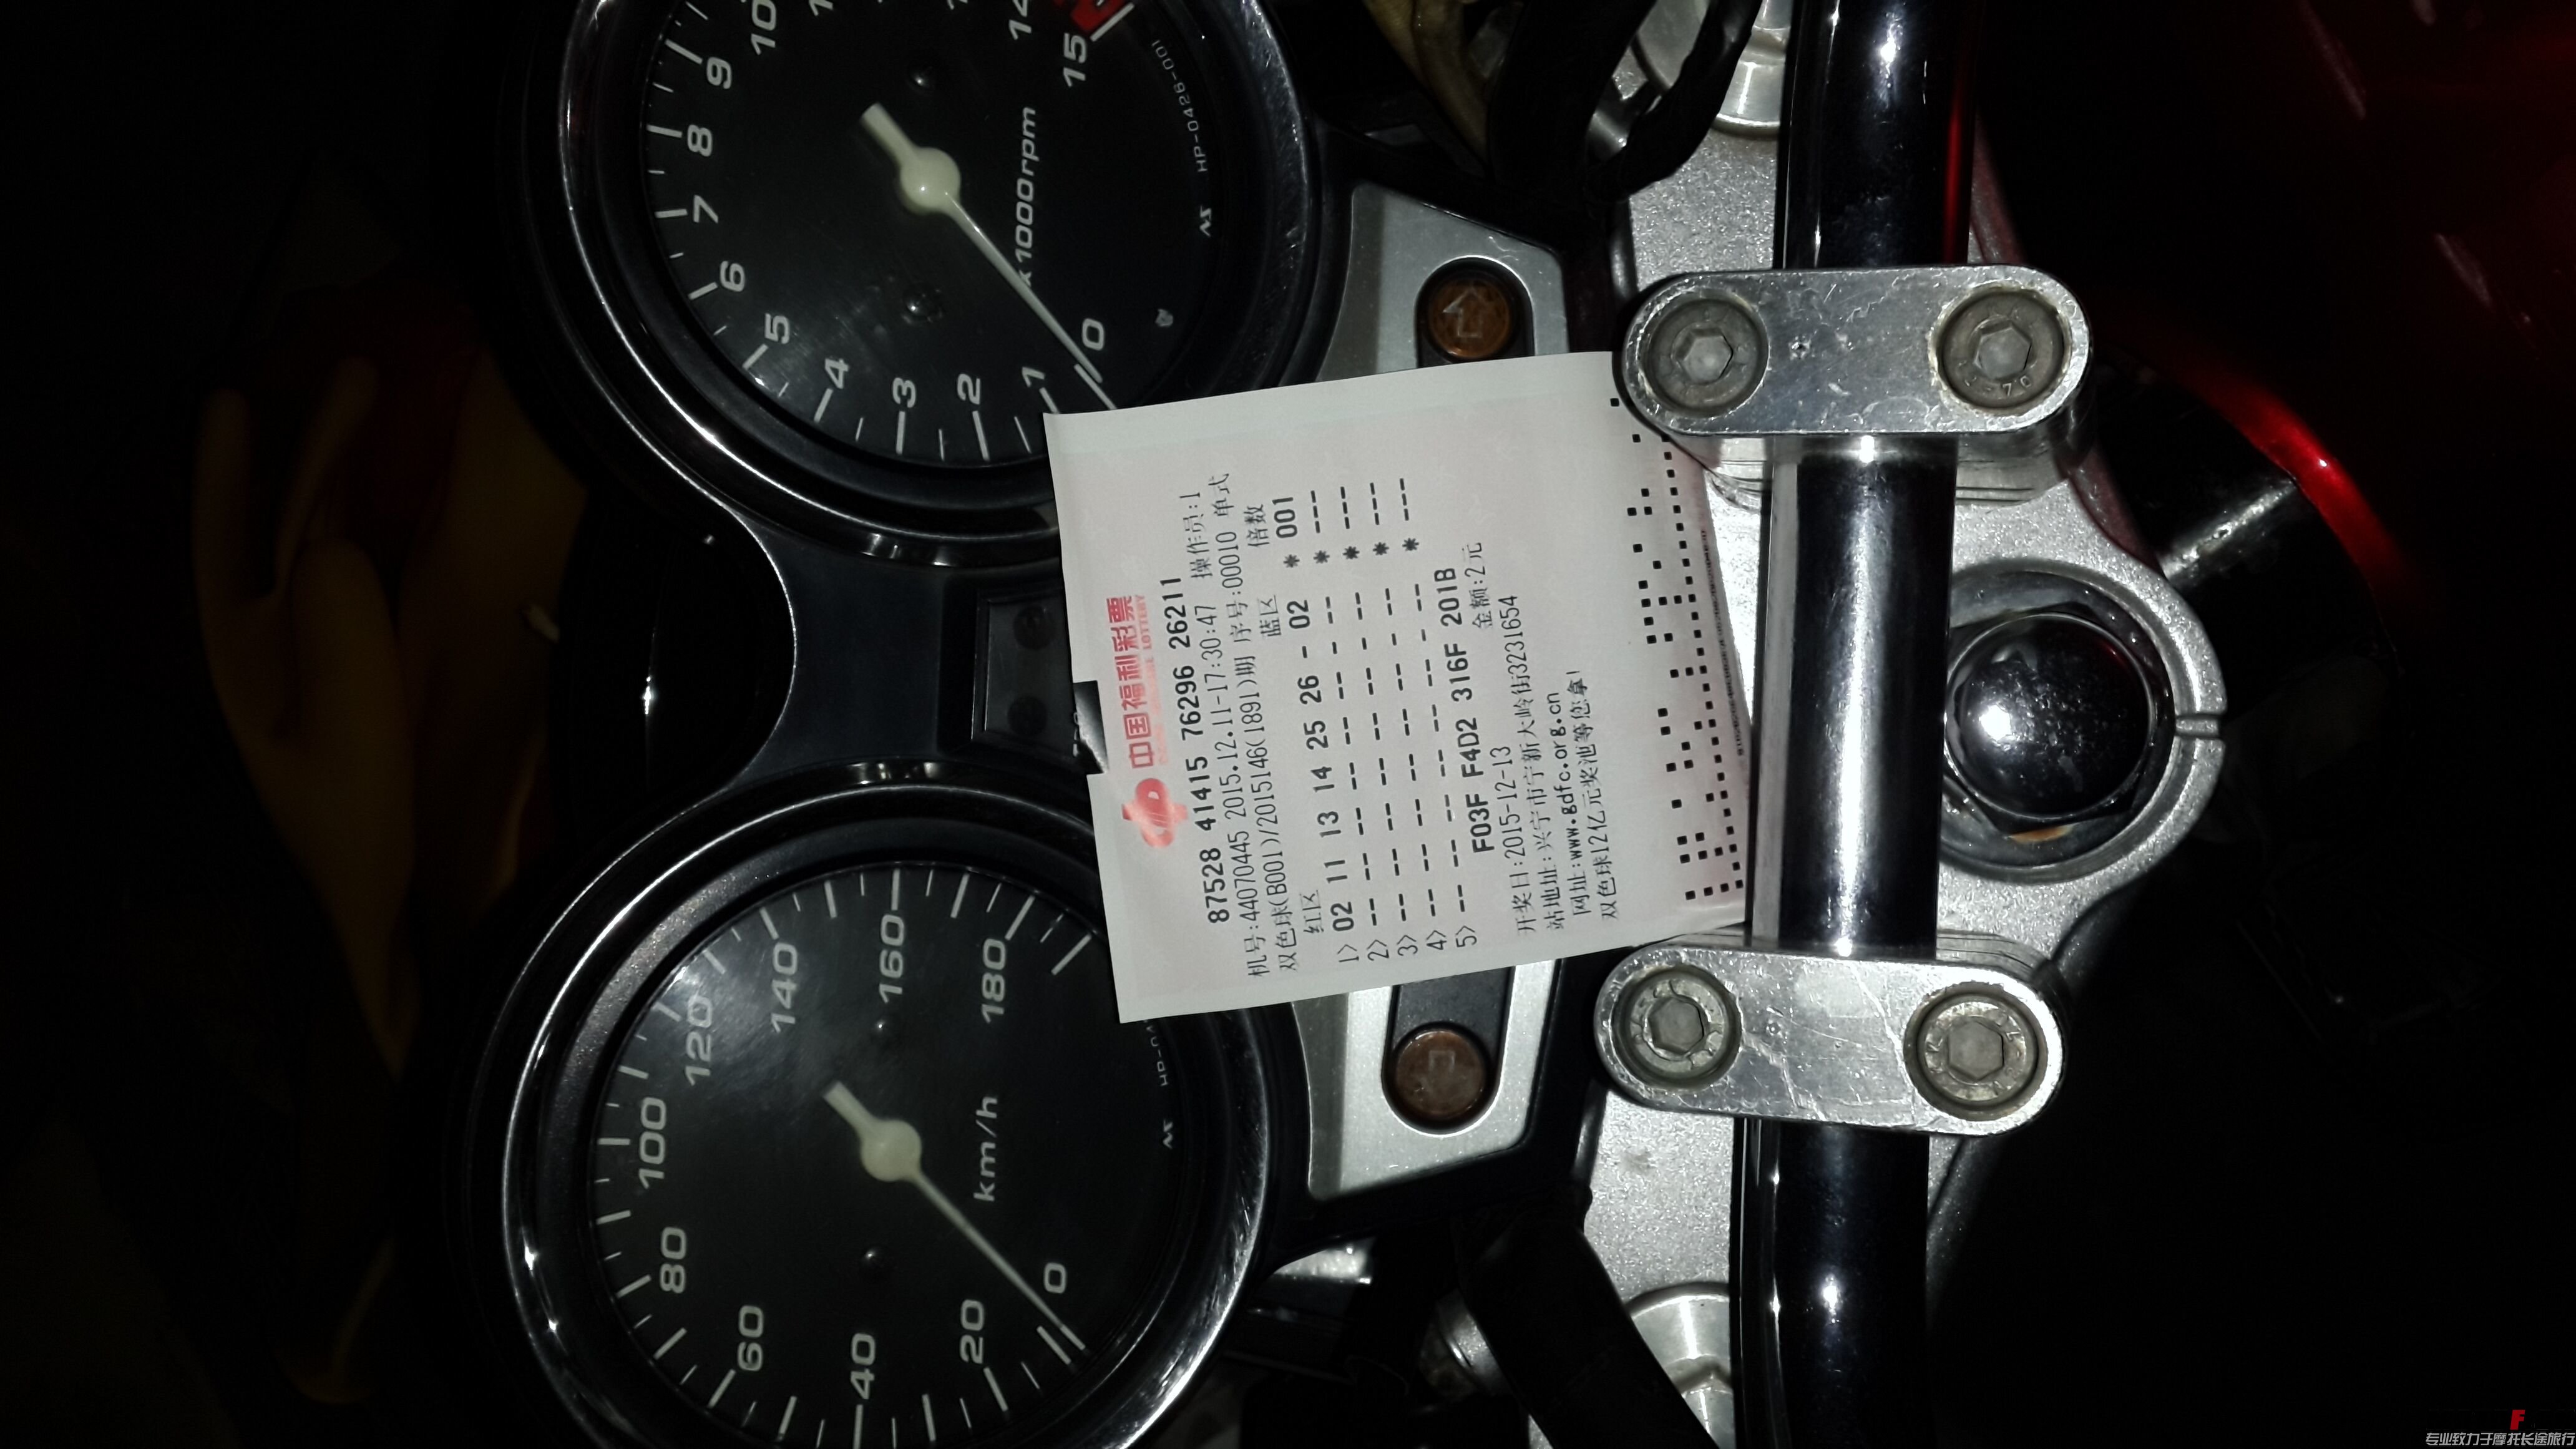 中国福利彩票
87528 41415 76296 26211
机号:44070445 2015.12.11-17:30:47 操作员:1
双色球(B001)/2015146(1891)期 序号:00010 单式
红区 蓝区 倍数
1> 02 11 13 14 25 26 - 02 * 001
2> -- -- -- -- -- -- - -- * ---
3> -- -- -- -- -- -- - -- * ---
4> -- -- -- -- -- -- - -- * ---
5> -- -- -- -- -- -- - -- * ---
F03F F4D2 316F 201B
开奖日:2015-12-13 金额:2元
站地址:兴宁市宁新大岭街3231654
网址:www.gdfc.org.cn
双色球12亿元奖池等您拿!
0 1 2 3 4 5 6 7 8 9 10 15
x1000rpm
HP-0426-001
0 20 40 60 80 100 120 140 160 180
km/h
专业致力于摩托长途旅行